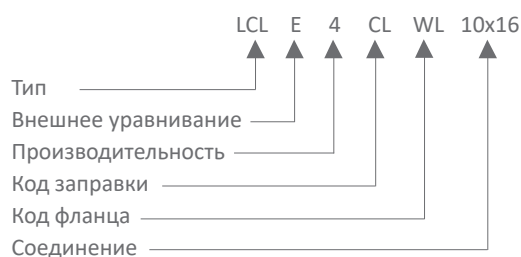 LCL E 4 CL WL 10x16
Тип
Внешнее уравнивание
Производительность
Код заправки
Код фланца
Соединение